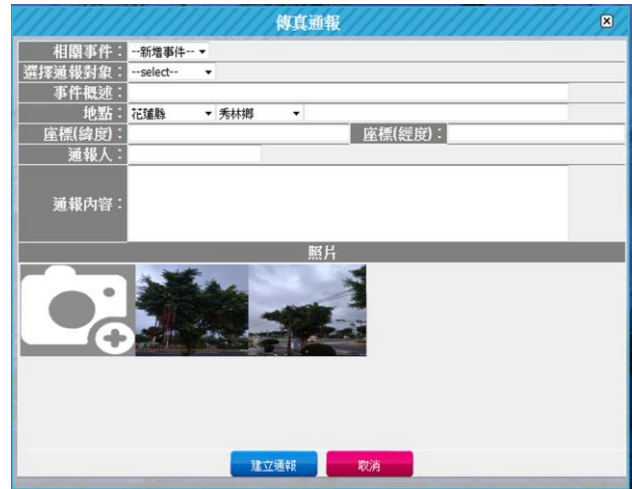 傳真通報
相關事件： --新增事件--
選擇通報對象： --select--
事件概述：
地點： 花蓮縣 秀林鄉
座標(緯度)： 座標(經度)：
通報人：
通報內容：
照片
建立通報 取消